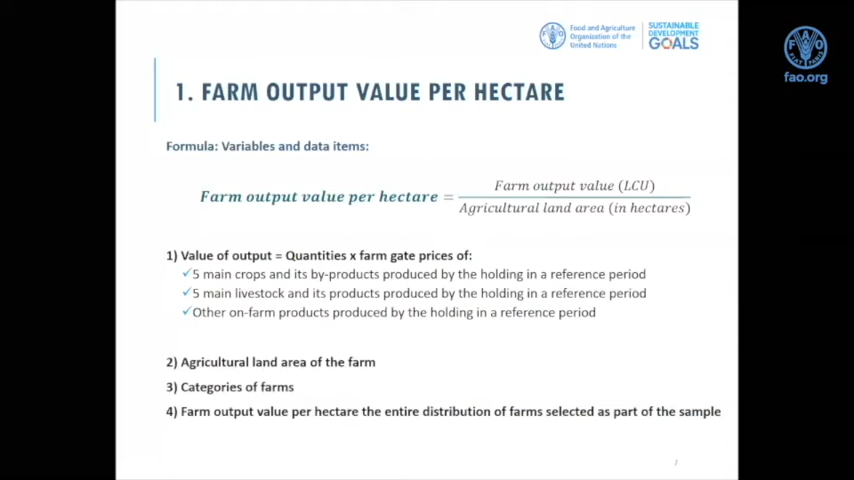 Food and Agriculture
Organization of the
United Nations
SUSTAINABLE
DEVELOPMENT
GOALS
FAO
FIAT PANIS
fao.org
1. FARM OUTPUT VALUE PER HECTARE
Formula: Variables and data items:
Farm output value per hectare = Farm output value (LCU)
Agricultural land area (in hectares)
1) Value of output = Quantities x farm gate prices of:
✓5 main crops and its by-products produced by the holding in a reference period
✓5 main livestock and its products produced by the holding in a reference period
✓Other on-farm products produced by the holding in a reference period
2) Agricultural land area of the farm
3) Categories of farms
4) Farm output value per hectare the entire distribution of farms selected as part of the sample